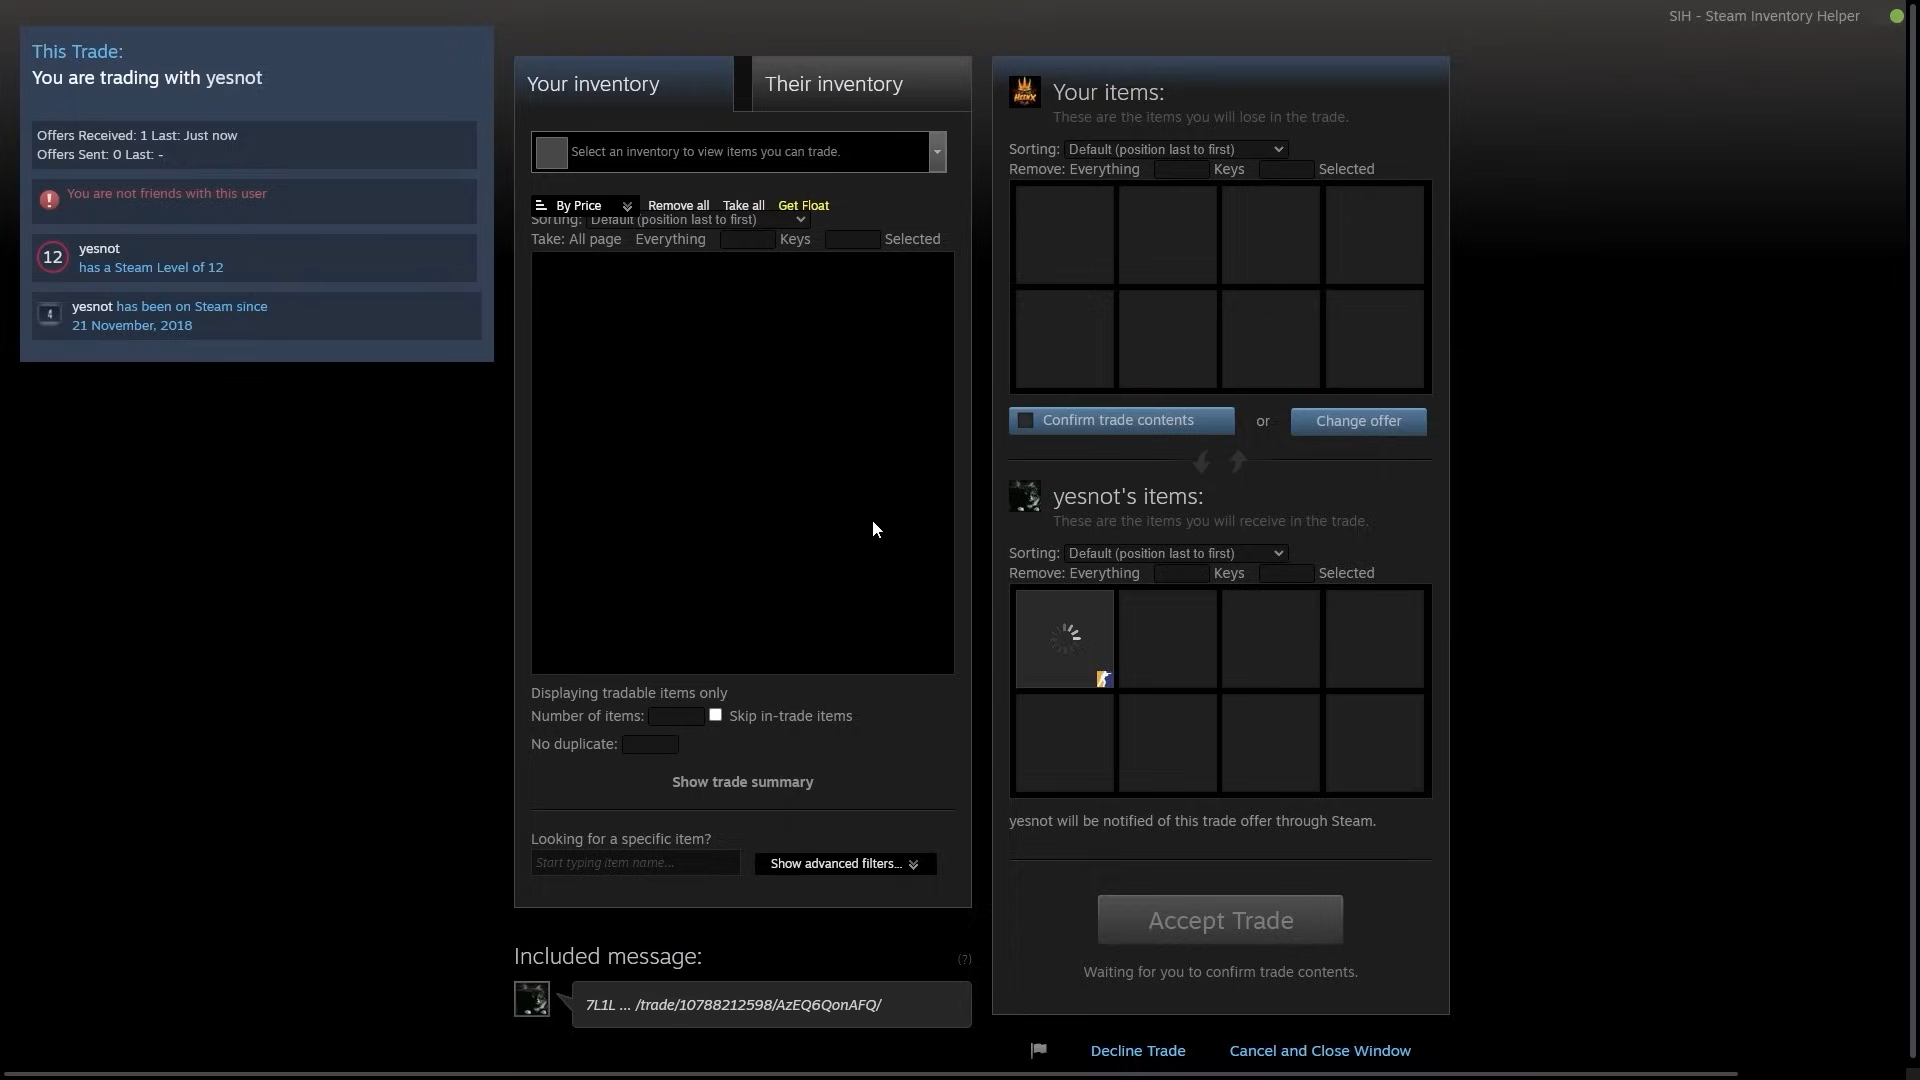 SIH - Steam Inventory Helper
This Trade:
You are trading with yesnot
Offers Received: 1 Last: Just now
Offers Sent: 0 Last: -
You are not friends with this user
12
yesnot
has a Steam Level of 12
4
yesnot has been on Steam since
21 November, 2018
Your inventory
Their inventory
Select an inventory to view items you can trade.
By Price
Remove all
Take all
Get Float
Sorting: Default (position last to first)
Take: All page Everything Keys Selected
Displaying tradable items only
Number of items: Skip in-trade items
No duplicate:
Show trade summary
Looking for a specific item?
Start typing item name...
Show advanced filters...
Included message:
(?)
7L1L ... /trade/10788212598/AzEQ6QonAFQ/
Your items:
These are the items you will lose in the trade.
Sorting: Default (position last to first)
Remove: Everything Keys Selected
Confirm trade contents
or
Change offer
yesnot's items:
These are the items you will receive in the trade.
Sorting: Default (position last to first)
Remove: Everything Keys Selected
yesnot will be notified of this trade offer through Steam.
Accept Trade
Waiting for you to confirm trade contents.
Decline Trade
Cancel and Close Window